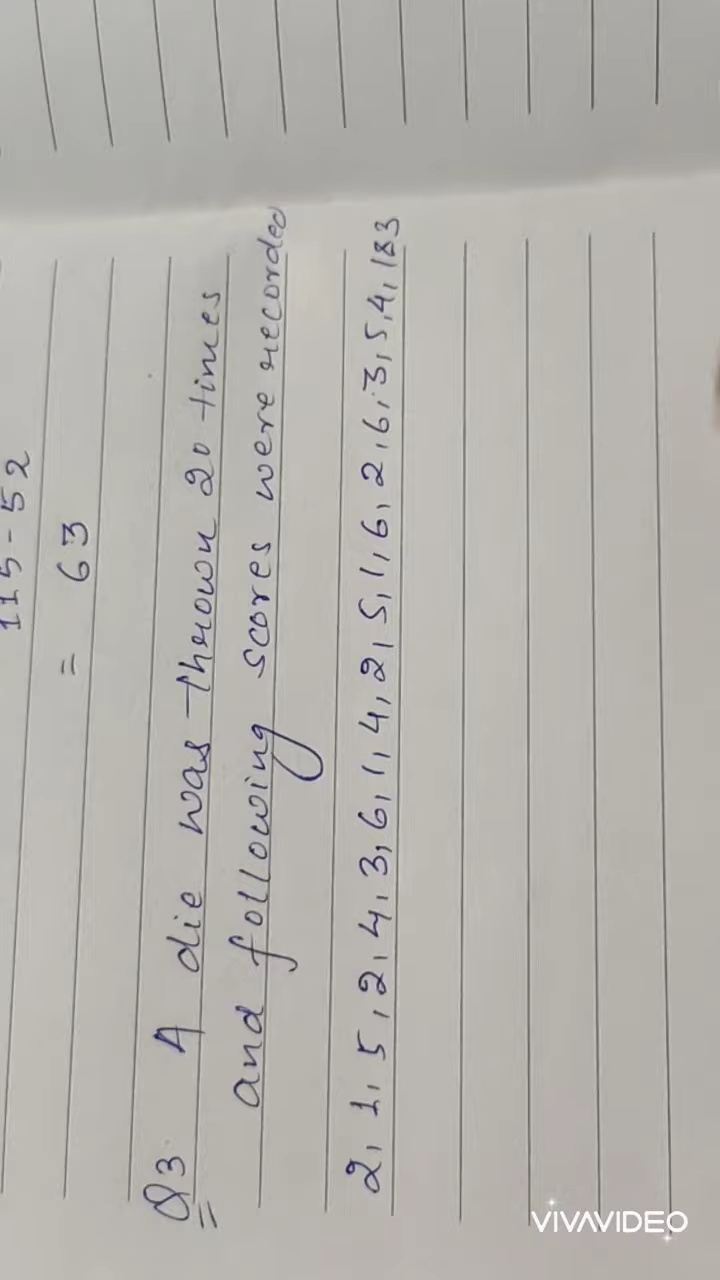 115-52
= 63
Q3. A die was thrown 20 times
and following scores were recorded
2, 1, 5, 2, 4, 3, 6, 1, 4, 2, 5, 1, 6, 2, 6, 3, 5, 4, 1&3
VIVAVIDEO